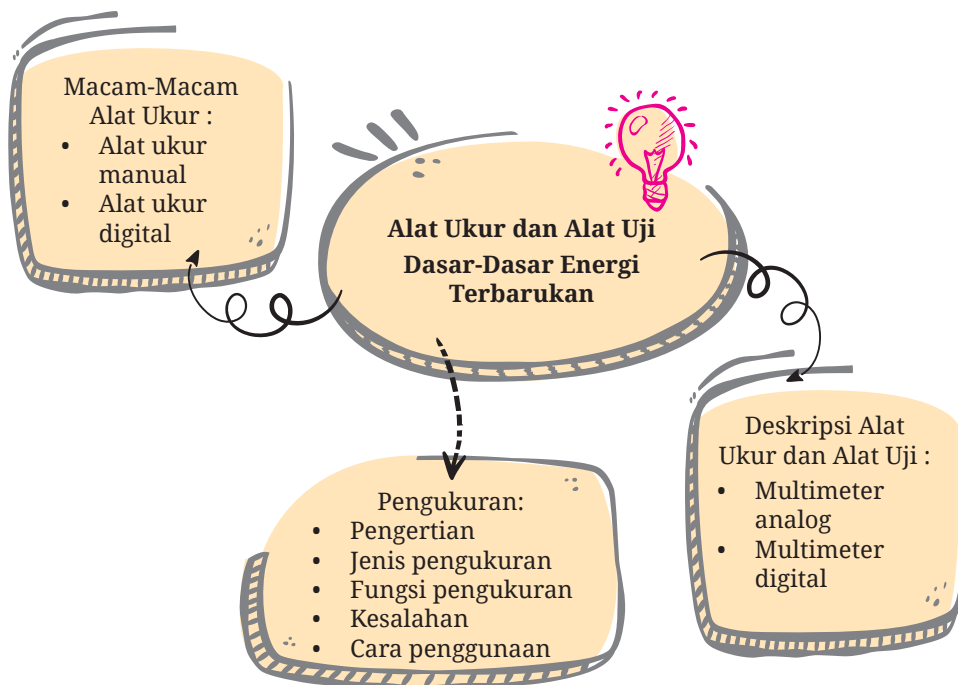 Macam-Macam
Alat Ukur :
• Alat ukur
manual
• Alat ukur
digital
Alat Ukur dan Alat Uji
Dasar-Dasar Energi
Terbarukan
Pengukuran:
• Pengertian
• Jenis pengukuran
• Fungsi pengukuran
• Kesalahan
• Cara penggunaan
Deskripsi Alat
Ukur dan Alat Uji :
• Multimeter
analog
• Multimeter
digital